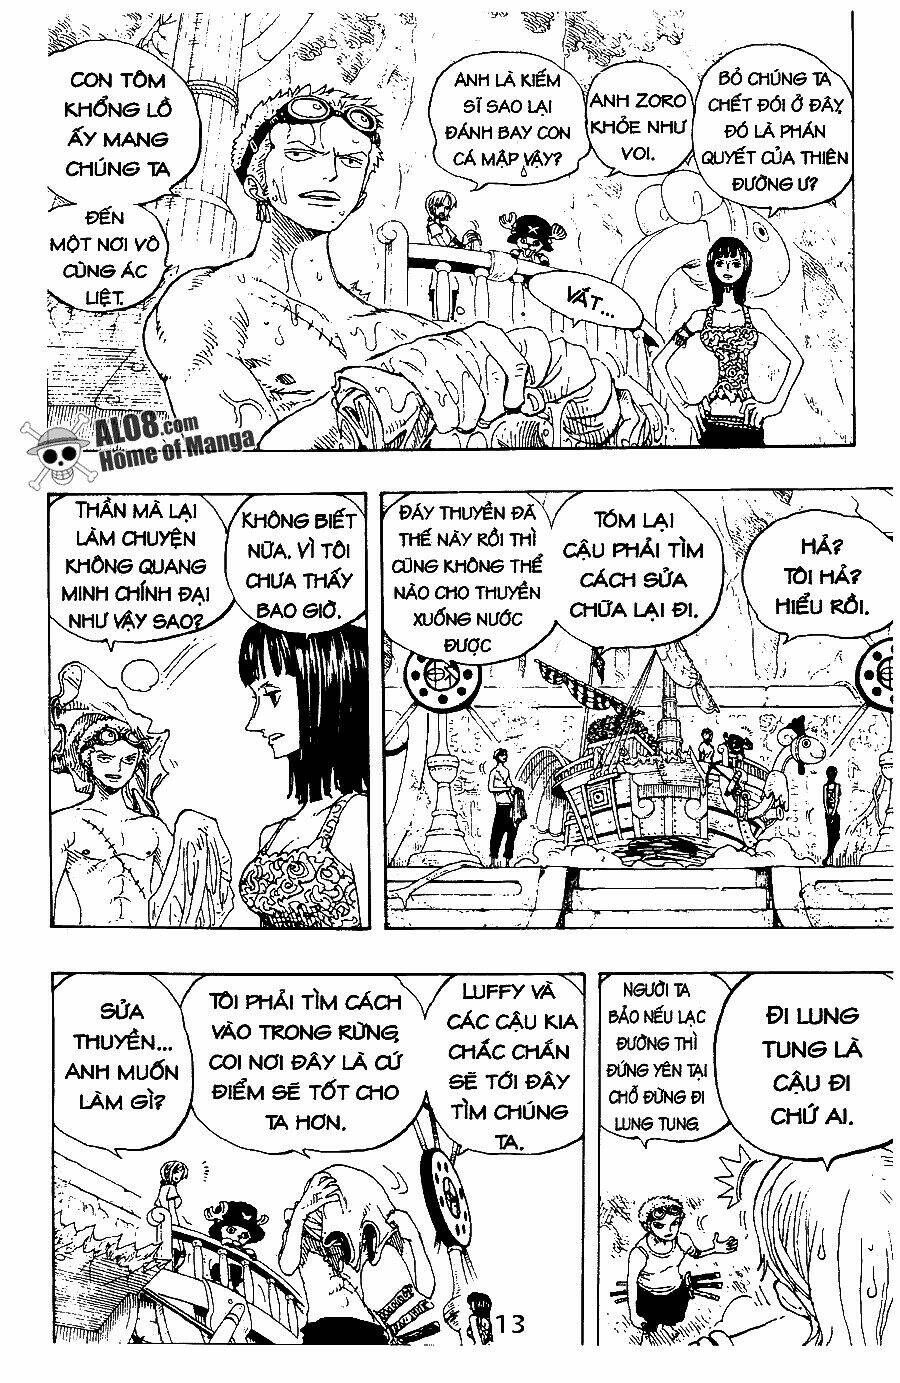 BỎ CHÚNG TA
CHẾT ĐÓI Ở ĐÂY,
ĐÓ LÀ PHÁN
QUYẾT CỦA THIÊN
ĐƯỜNG Ư?
ANH ZORO
KHỎE NHƯ
VOI.
ANH LÀ KIẾM
SĨ SAO LẠI
ĐÁNH BAY CON
CÁ MẬP VẬY?
VẮT...
CON TÔM
KHỔNG LỒ
ẤY MANG
CHÚNG TA
ĐẾN
MỘT NƠI VÔ
CÙNG ÁC
LIỆT.
AL08.com
Home of Manga
HẢ?
TÔI HẢ?
HIỂU RỒI.
TÓM LẠI
CẬU PHẢI TÌM
CÁCH SỬA
CHỮA LẠI ĐI.
ĐÁY THUYỀN ĐÃ
THẾ NÀY RỒI THÌ
CŨNG KHÔNG THỂ
NÀO CHO THUYỀN
XUỐNG NƯỚC
ĐƯỢC
KHÔNG BIẾT
NỮA. VÌ TÔI
CHƯA THẤY
BAO GIỜ.
THẦN MÀ LẠI
LÀM CHUYỆN
KHÔNG QUANG
MINH CHÍNH ĐẠI
NHƯ VẬY SAO?
ĐI LUNG
TUNG LÀ
CẬU ĐI
CHỨ AI.
NGƯỜI TA
BẢO NẾU LẠC
ĐƯỜNG THÌ
ĐỨNG YÊN TẠI
CHỖ ĐỪNG ĐI
LUNG TUNG.
LUFFY VÀ
CÁC CẬU KIA
CHẮC CHẮN
SẼ TỚI ĐÂY
TÌM CHÚNG
TA.
TÔI PHẢI TÌM CÁCH
VÀO TRONG RỪNG,
COI NƠI ĐÂY LÀ CỨ
ĐIỂM SẼ TỐT CHO
TA HƠN.
SỬA
THUYỀN...
ANH MUỐN
LÀM GÌ?
13